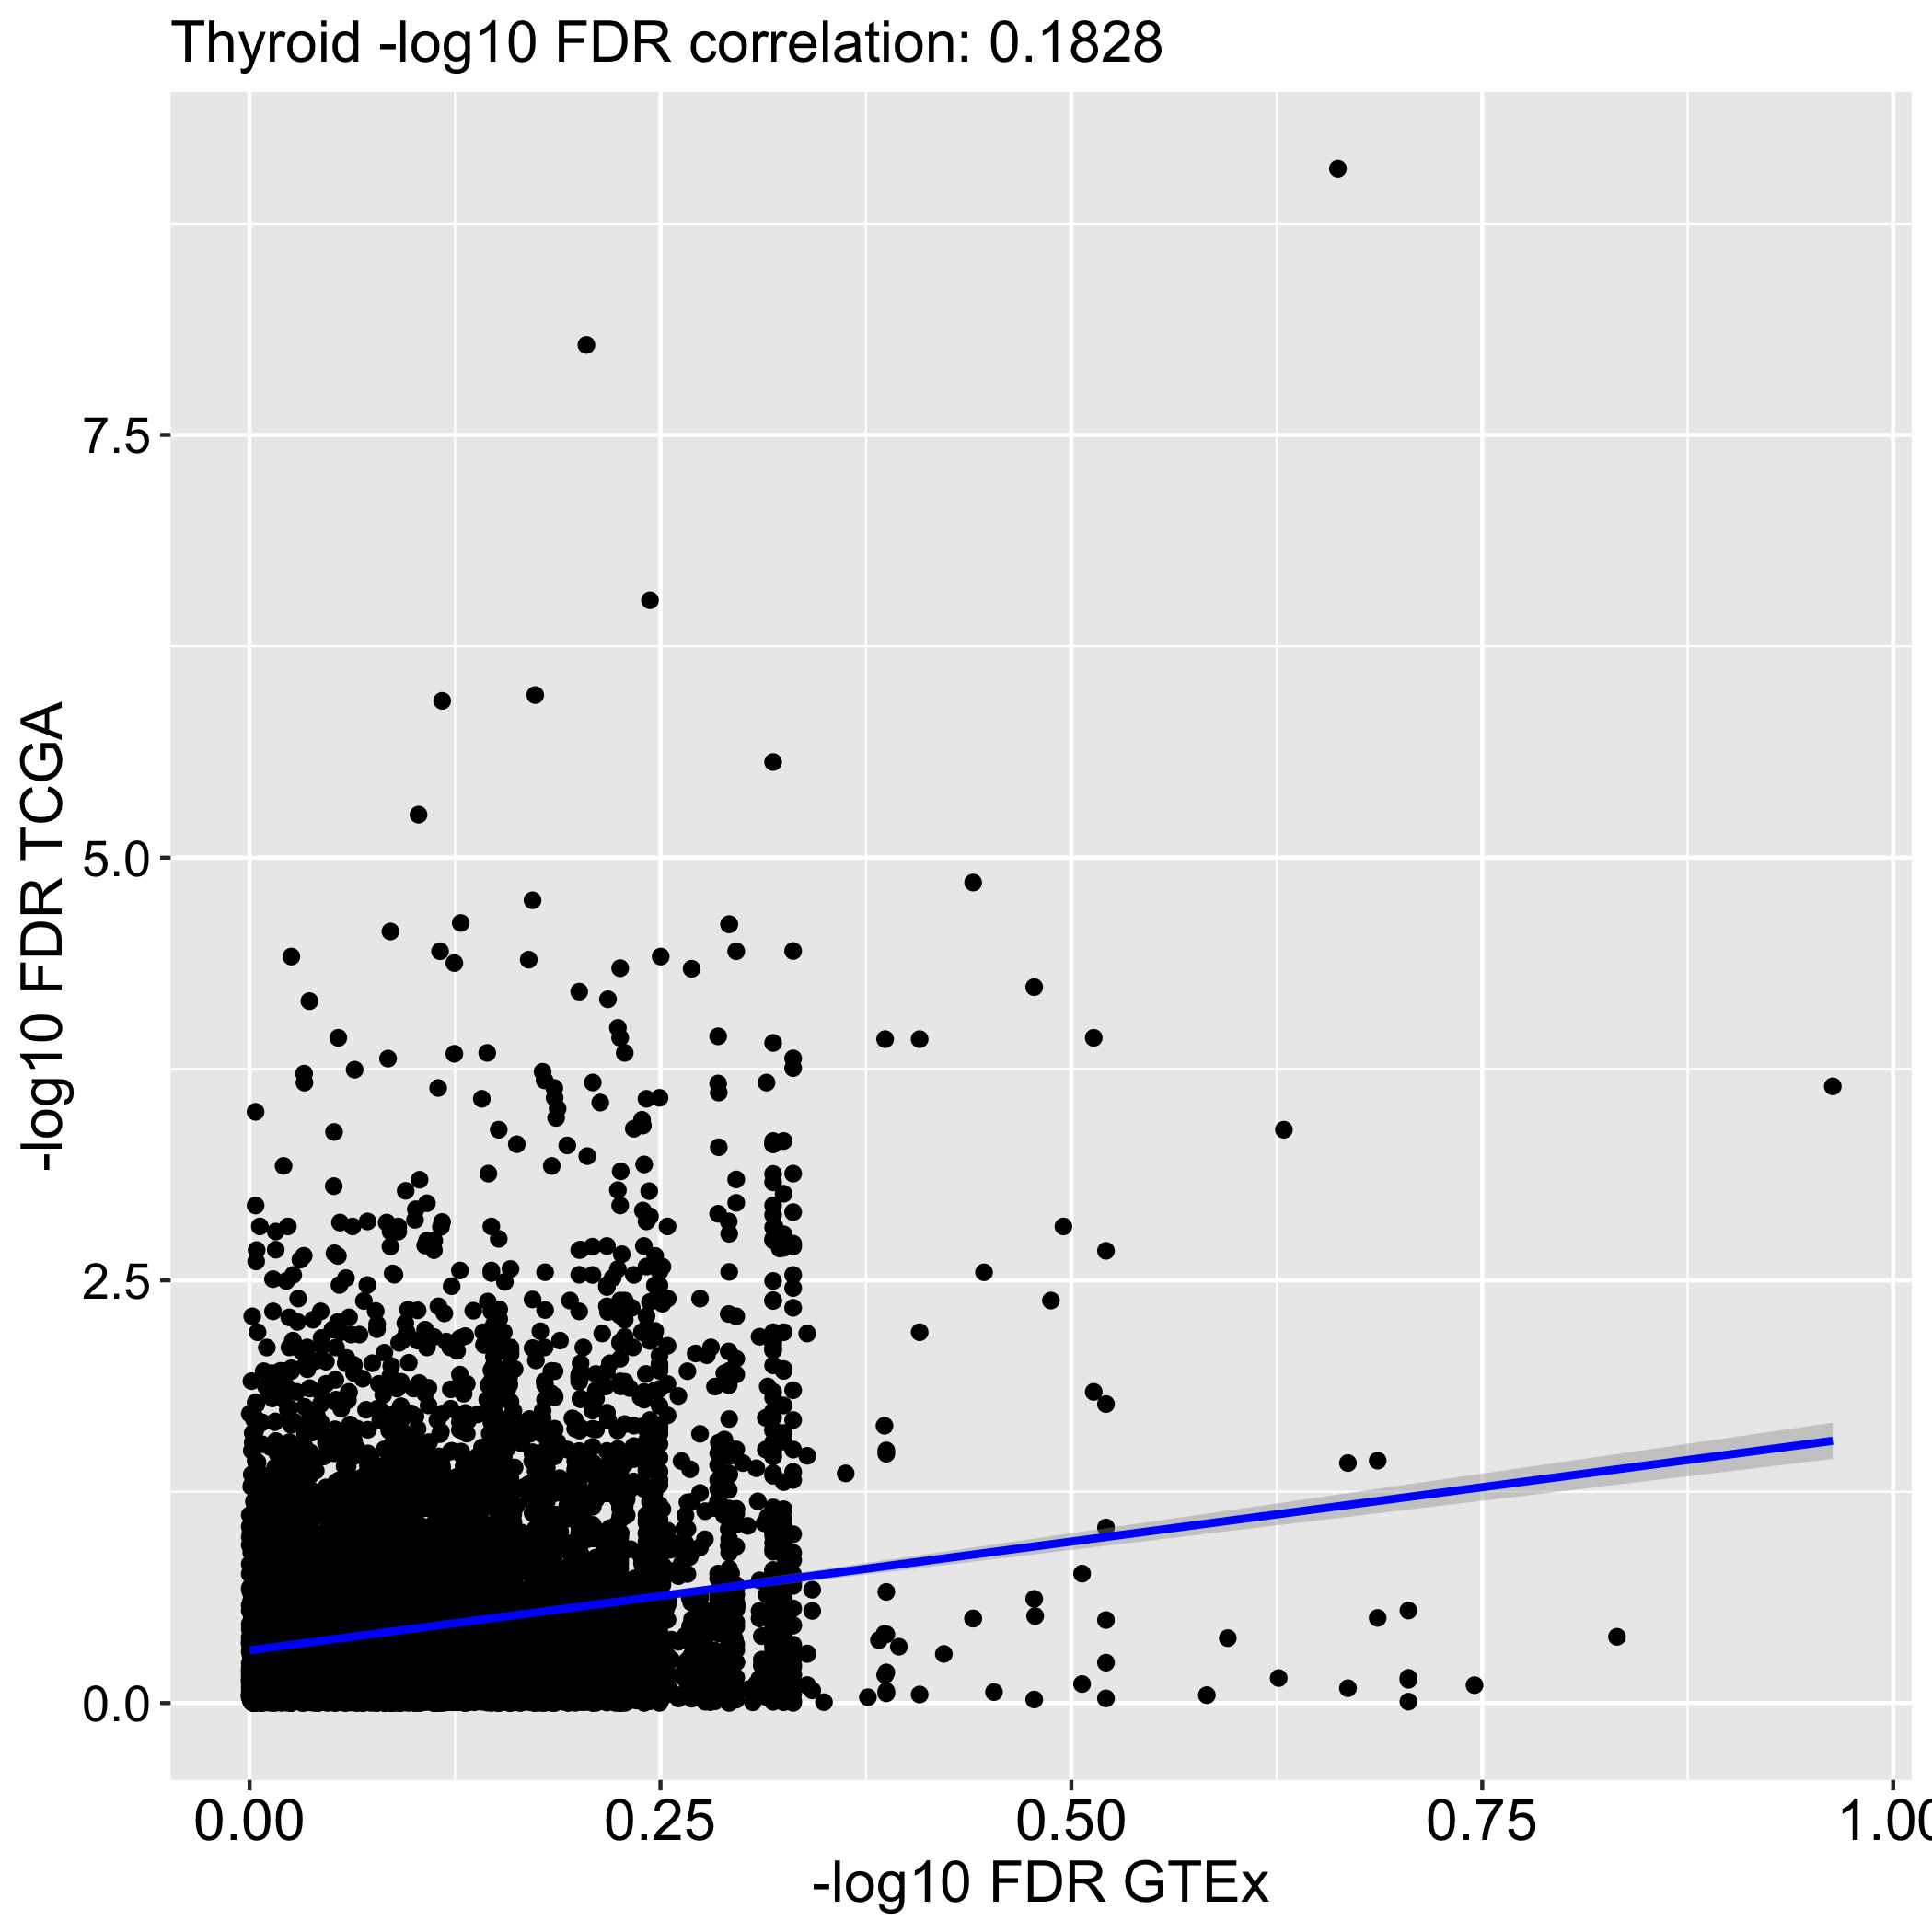 Thyroid -log10 FDR correlation: 0.1828
-log10 FDR TCGA
7.5
5.0
2.5
0.0
0.00 0.25 0.50 0.75 1.00
-log10 FDR GTEx